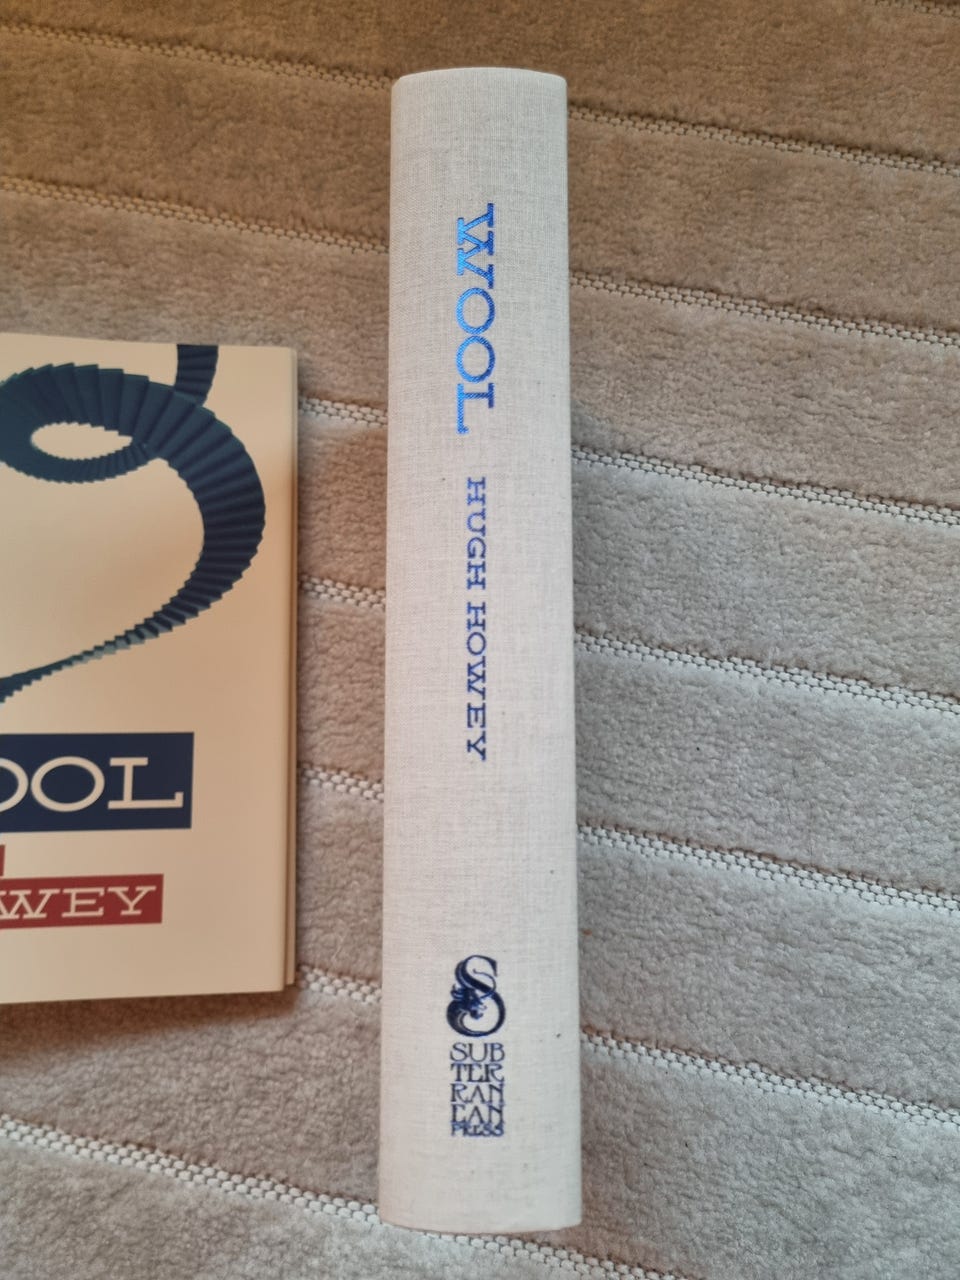 WOOL HUGH HOWEY
S
SUB
TER
RAN
EAN
PRESS
OOL
WEY